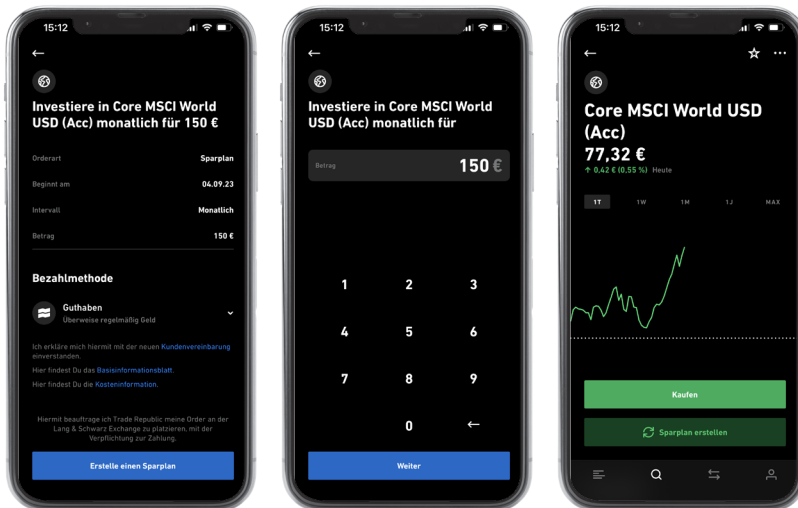 15:12
Investiere in Core MSCI World
USD (Acc) monatlich für 150 €
Orderart Sparplan
Beginnt am 04.09.23
Intervall Monatlich
Betrag 150 €
Bezahlmethode
Guthaben
Überweise regelmäßig Geld
Ich erkläre mich hiermit mit der neuen Kundenvereinbarung
einverstanden.
Hier findest Du das Basisinformationsblatt.
Hier findest Du die Kosteninformation.
Hiermit beauftrage ich Trade Republic meine Order an der
Lang & Schwarz Exchange zu platzieren, mit der
Verpflichtung zur Zahlung.
Erstelle einen Sparplan
15:12
Investiere in Core MSCI World
USD (Acc) monatlich für
Betrag 150 €
1 2 3
4 5 6
7 8 9
0 ←
Weiter
15:12
Core MSCI World USD
(Acc)
77,32 €
↑ 0,42 € (0,55 %) Heute
1T 1W 1M 1J MAX
Kaufen
Sparplan erstellen